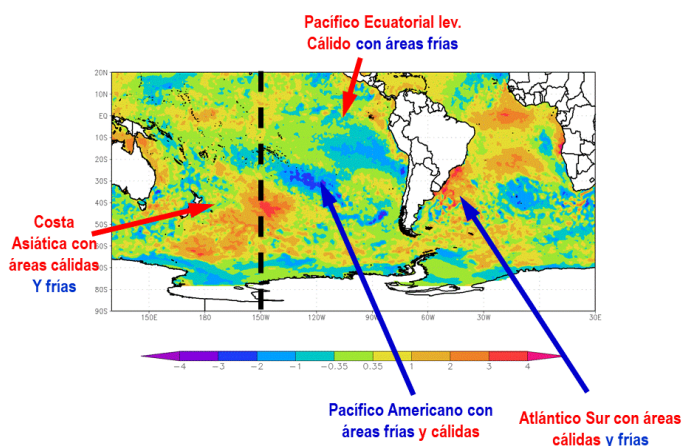 Pacífico Ecuatorial lev.
Cálido con áreas frías
20N
10N
EQ
10S
20S
30S
40S
50S
60S
70S
80S
90S
150E
180
150W
120W
90W
60W
30W
30E
Costa
Asiática con
áreas cálidas
Y frías
-4
-3
-2
-1
-0.35
0.35
1
2
3
4
Pacífico Americano con
áreas frías y cálidas
Atlántico Sur con áreas
cálidas y frías